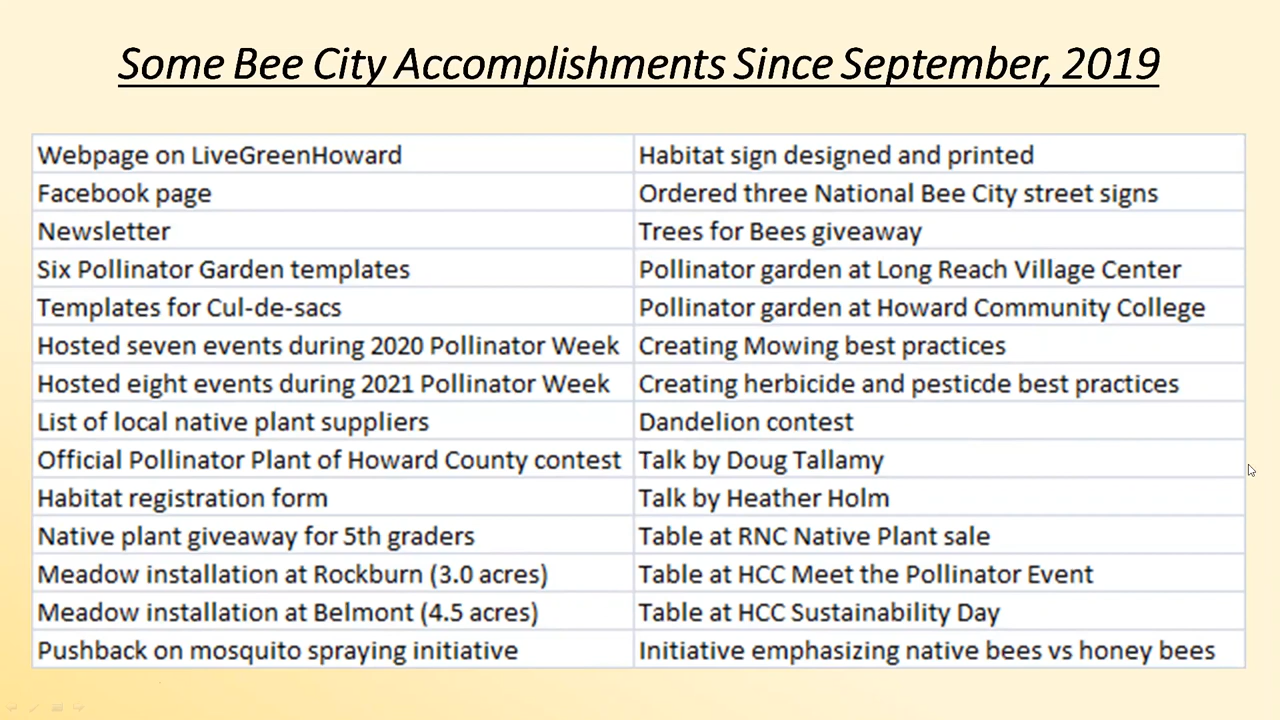 Some Bee City Accomplishments Since September, 2019
Webpage on LiveGreenHoward
Habitat sign designed and printed
Facebook page
Ordered three National Bee City street signs
Newsletter
Trees for Bees giveaway
Six Pollinator Garden templates
Pollinator garden at Long Reach Village Center
Templates for Cul-de-sacs
Pollinator garden at Howard Community College
Hosted seven events during 2020 Pollinator Week
Creating Mowing best practices
Hosted eight events during 2021 Pollinator Week
Creating herbicide and pesticde best practices
List of local native plant suppliers
Dandelion contest
Official Pollinator Plant of Howard County contest
Talk by Doug Tallamy
Habitat registration form
Talk by Heather Holm
Native plant giveaway for 5th graders
Table at RNC Native Plant sale
Meadow installation at Rockburn (3.0 acres)
Table at HCC Meet the Pollinator Event
Meadow installation at Belmont (4.5 acres)
Table at HCC Sustainability Day
Pushback on mosquito spraying initiative
Initiative emphasizing native bees vs honey bees